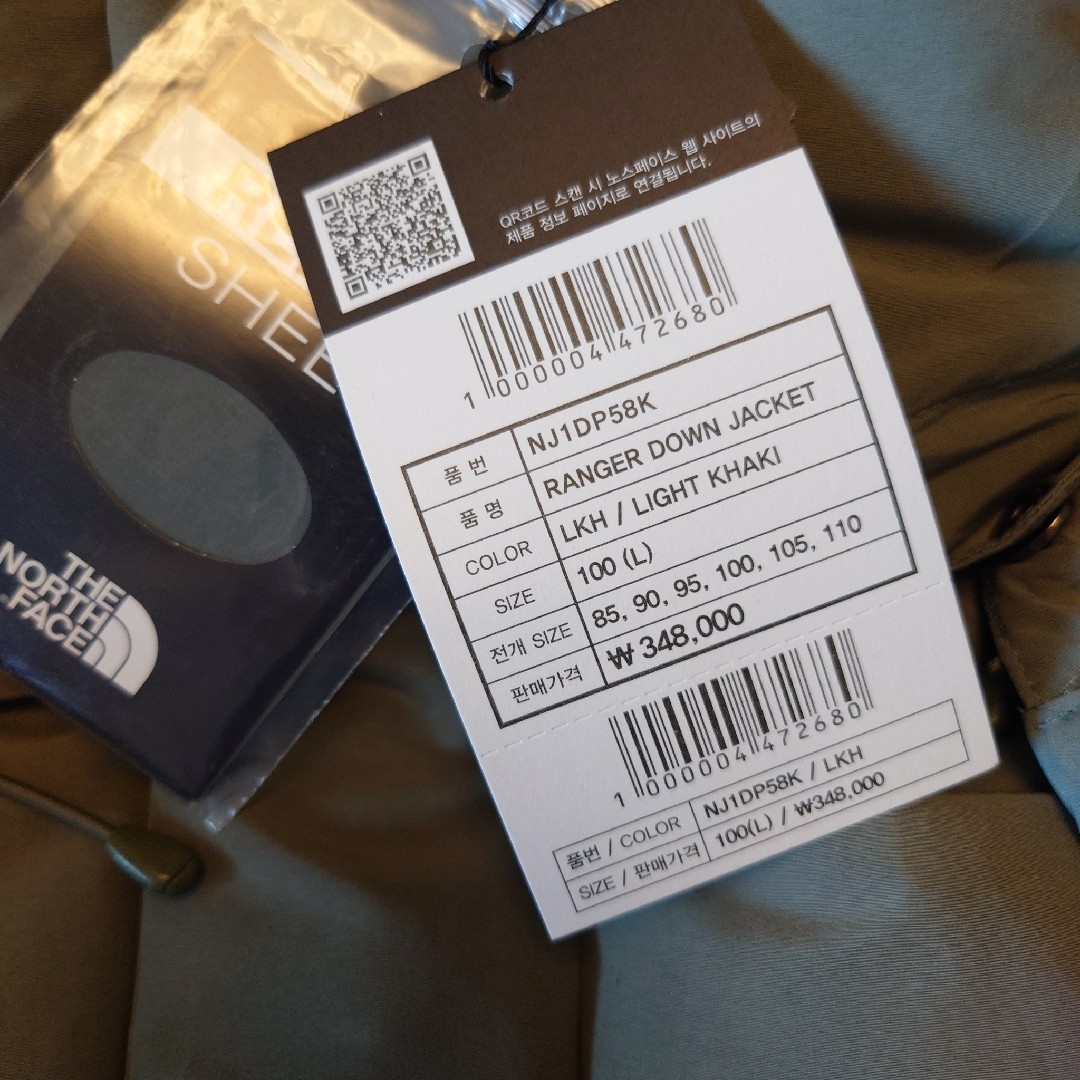 QR코드 스캔 시 노스페이스 웹 사이트의
제품 정보 페이지로 연결됩니다.
1 000004 472680
품 번 NJ1DP58K
품 명 RANGER DOWN JACKET
COLOR LKH / LIGHT KHAKI
SIZE 100 (L)
전개 SIZE 85, 90, 95, 100, 105, 110
판매가격 ₩ 348,000
1 000004 472680
품번 / COLOR NJ1DP58K / LKH
SIZE / 판매가격 100(L) / ₩348,000
THE
NORTH
FACE